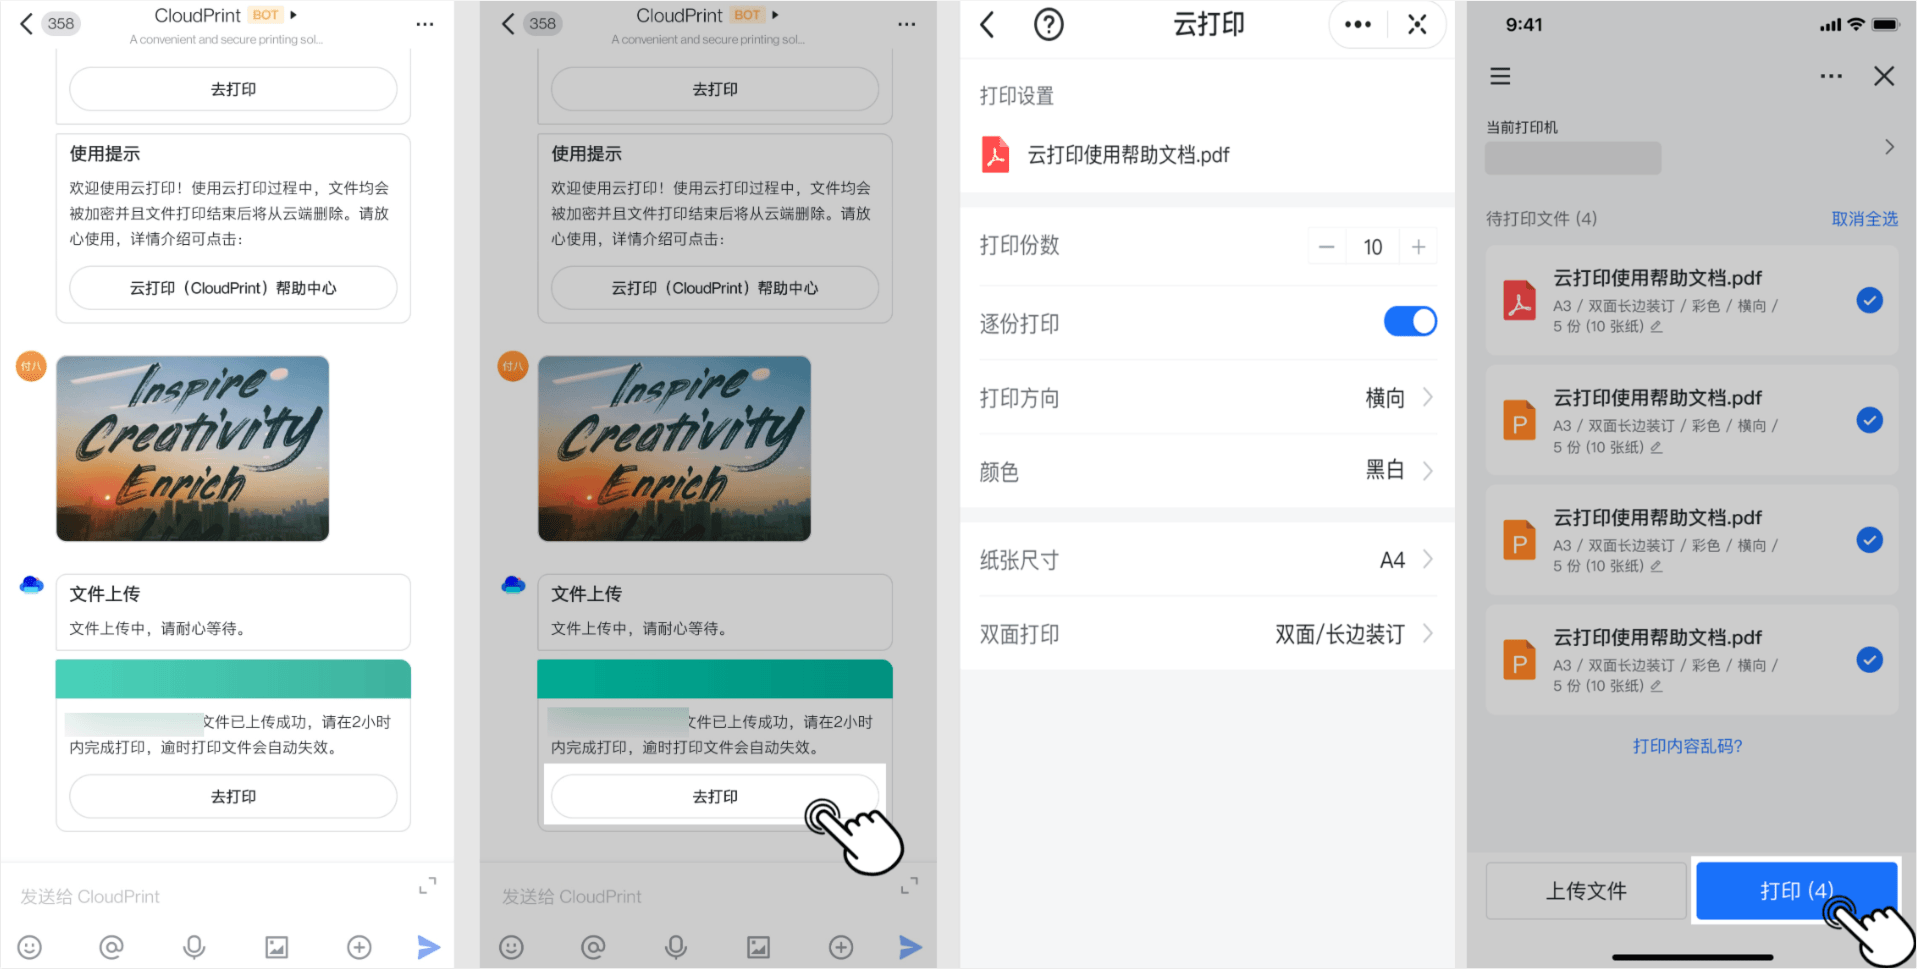 358
CloudPrint BOT
A convenient and secure printing sol...
去打印
使用提示
欢迎使用云打印！使用云打印过程中，文件均会
被加密并且文件打印结束后将从云端删除。请放
心使用，详情介绍可点击：
云打印（CloudPrint）帮助中心
付八
Inspire
Creativity
Enrich
Life
文件上传
文件上传中，请耐心等待。
文件已上传成功，请在2小时
内完成打印，逾时打印文件会自动失效。
去打印
发送给 CloudPrint
358
CloudPrint BOT
A convenient and secure printing sol...
去打印
使用提示
欢迎使用云打印！使用云打印过程中，文件均会
被加密并且文件打印结束后将从云端删除。请放
心使用，详情介绍可点击：
云打印（CloudPrint）帮助中心
付八
Inspire
Creativity
Enrich
Life
文件上传
文件上传中，请耐心等待。
文件已上传成功，请在2小时
内完成打印，逾时打印文件会自动失效。
去打印
发送给 CloudPrint
云打印
打印设置
云打印使用帮助文档.pdf
打印份数 10
逐份打印
打印方向 横向
颜色 黑白
纸张尺寸 A4
双面打印 双面/长边装订
9:41
当前打印机
待打印文件 (4) 取消全选
云打印使用帮助文档.pdf
A3 / 双面长边装订 / 彩色 / 横向 /
5 份 (10 张纸)
P
云打印使用帮助文档.pdf
A3 / 双面长边装订 / 彩色 / 横向 /
5 份 (10 张纸)
P
云打印使用帮助文档.pdf
A3 / 双面长边装订 / 彩色 / 横向 /
5 份 (10 张纸)
P
云打印使用帮助文档.pdf
A3 / 双面长边装订 / 彩色 / 横向 /
5 份 (10 张纸)
打印内容乱码?
上传文件
打印 (4)